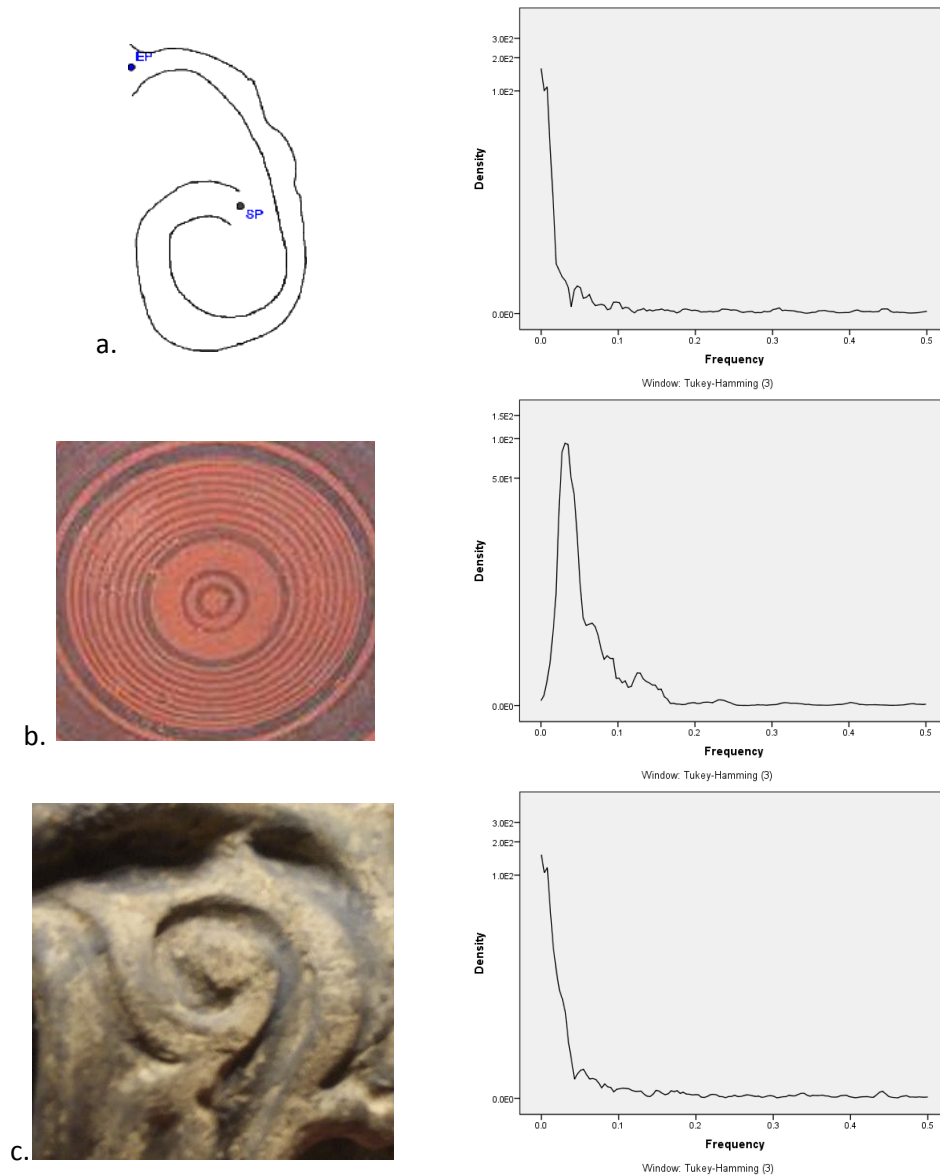 EP
SP
a.
3.0E2
2.0E2
1.0E2
0.0E0
Density
0.0 0.1 0.2 0.3 0.4 0.5
Frequency
Window: Tukey-Hamming (3)
b.
1.5E2
1.0E2
5.0E1
0.0E0
Density
0.0 0.1 0.2 0.3 0.4 0.5
Frequency
Window: Tukey-Hamming (3)
c.
3.0E2
2.0E2
1.0E2
0.0E0
Density
0.0 0.1 0.2 0.3 0.4 0.5
Frequency
Window: Tukey-Hamming (3)